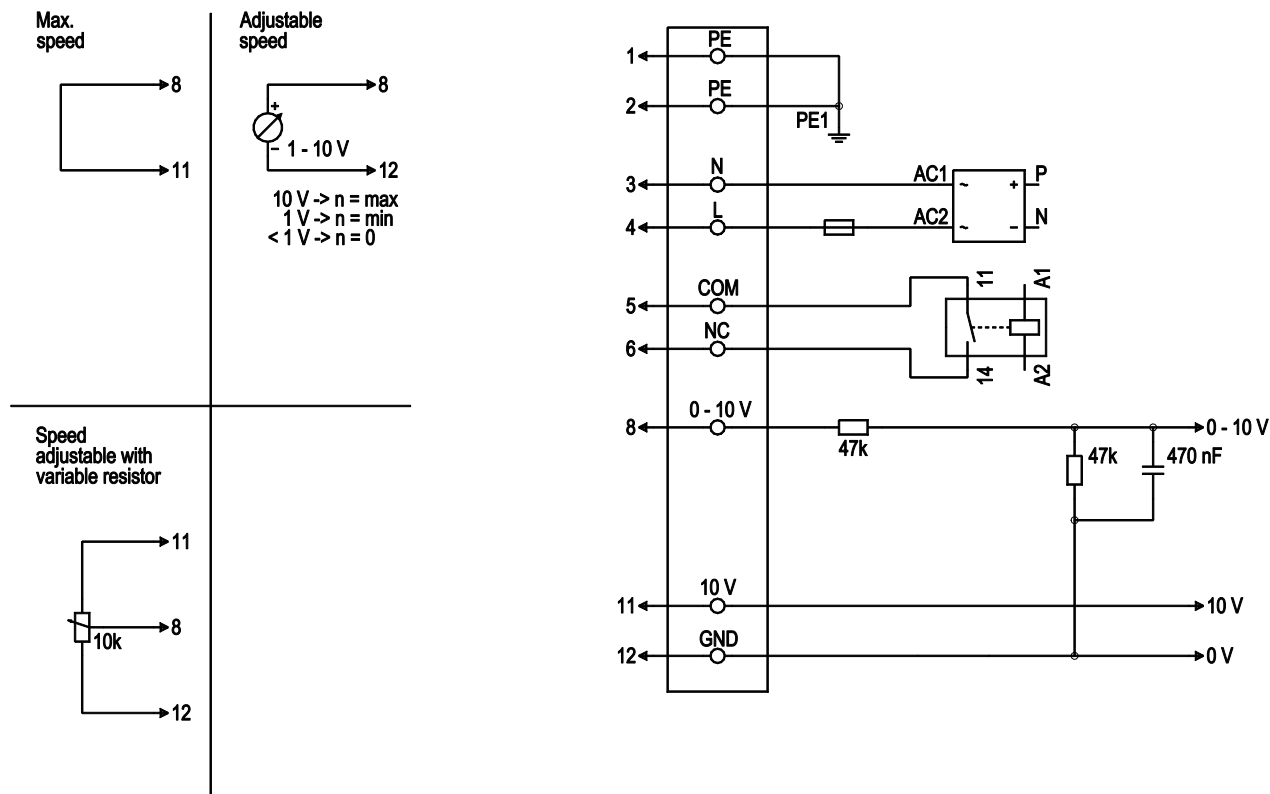 Max.
speed
8
11
Adjustable
speed
8
+
– 1 - 10 V
12
10 V -> n = max
1 V -> n = min
< 1 V -> n = 0
Speed
adjustable with
variable resistor
11
8
10k
12
1 PE
2 PE
PE1
3 N AC1 ~ + P
4 L AC2 ~ – N
5 COM 11 A1
6 NC 14 A2
8 0 - 10 V 47k 0 - 10 V
47k 470 nF
11 10 V 10 V
12 GND 0 V